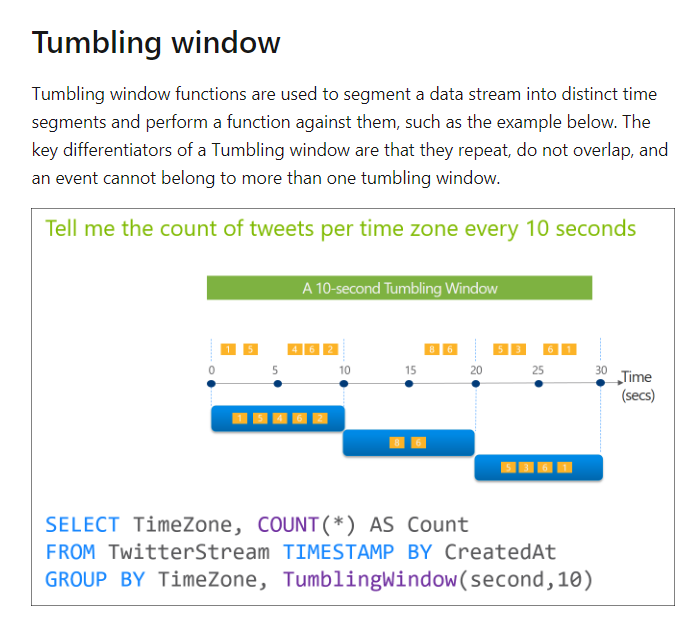 Tumbling window
Tumbling window functions are used to segment a data stream into distinct time
segments and perform a function against them, such as the example below. The
key differentiators of a Tumbling window are that they repeat, do not overlap, and
an event cannot belong to more than one tumbling window.
Tell me the count of tweets per time zone every 10 seconds
A 10-second Tumbling Window
1 5 4 6 2 8 6 5 3 6 1
0 5 10 15 20 25 30 Time
(secs)
1 5 4 6 2
8 6
5 3 6 1
SELECT TimeZone, COUNT(*) AS Count
FROM TwitterStream TIMESTAMP BY CreatedAt
GROUP BY TimeZone, TumblingWindow(second,10)